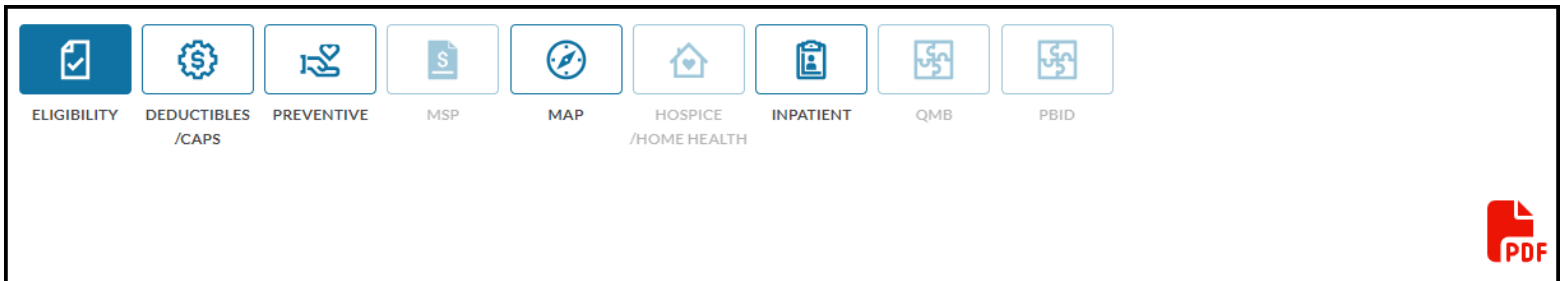 ELIGIBILITY
DEDUCTIBLES
/CAPS
PREVENTIVE
MSP
MAP
HOSPICE
/HOME HEALTH
INPATIENT
QMB
PBID
$
$
PDF